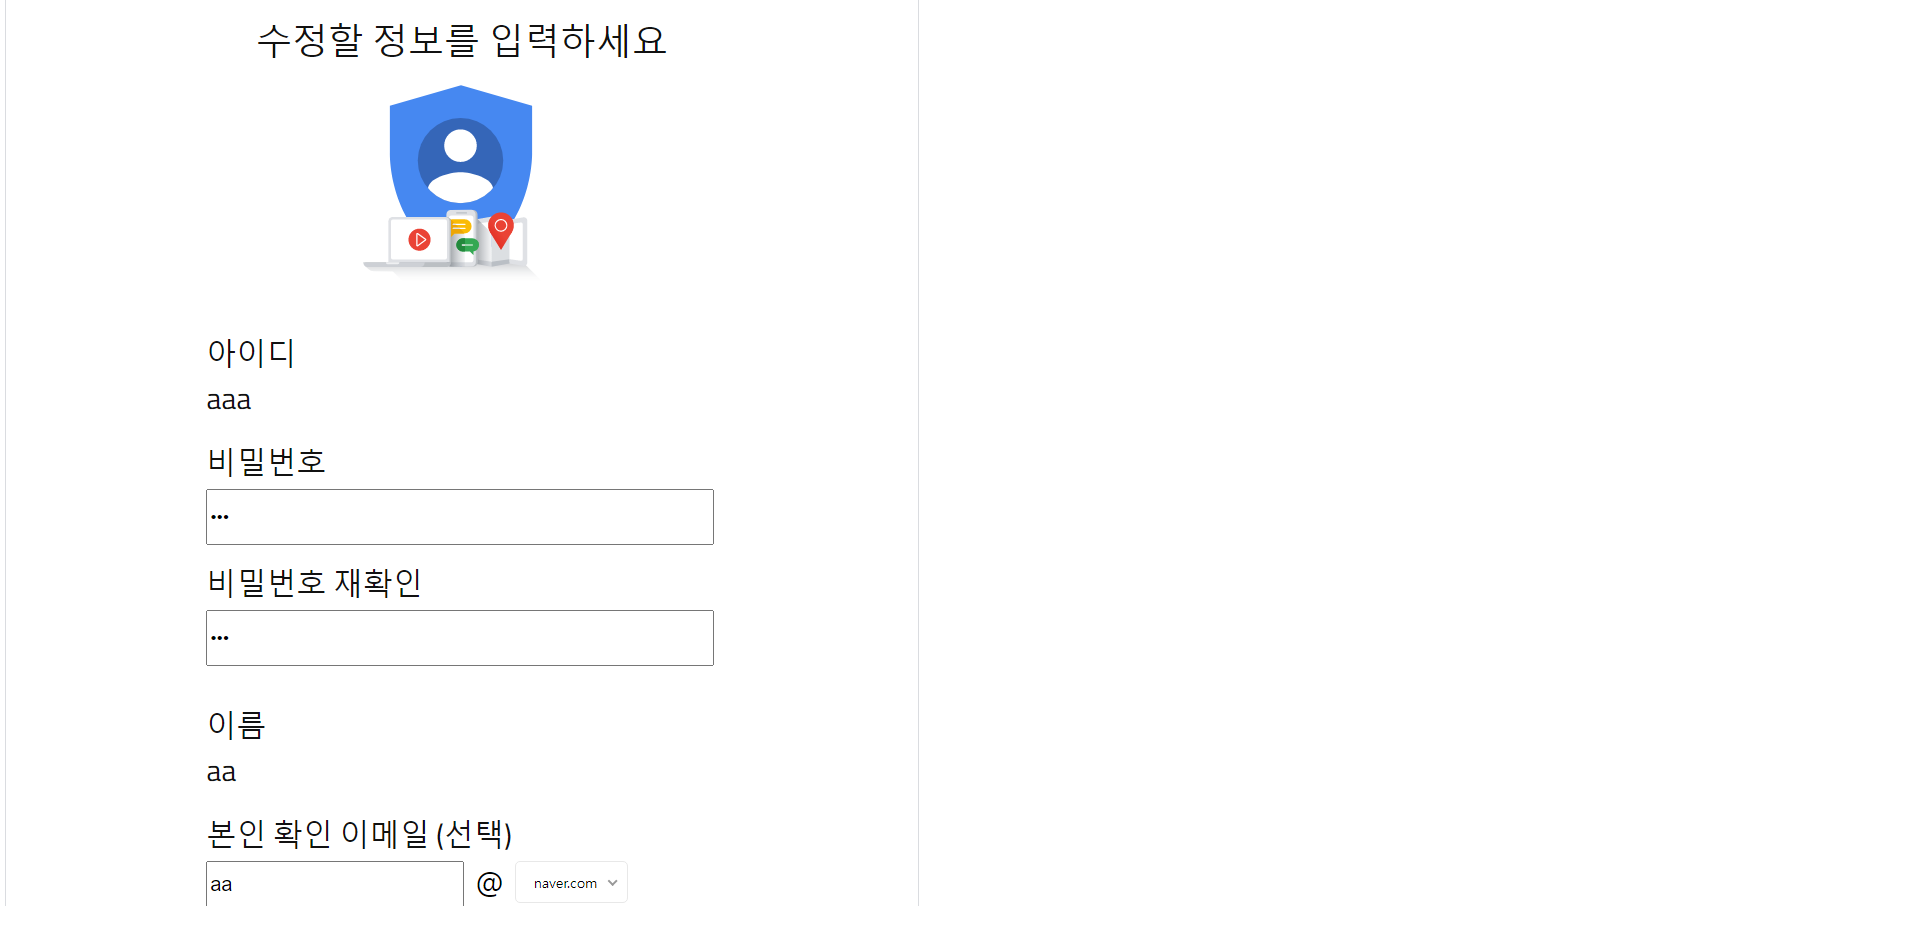 수정할 정보를 입력하세요
아이디
aaa
비밀번호
•••
비밀번호 재확인
•••
이름
aa
본인 확인 이메일 (선택)
aa @ naver.com